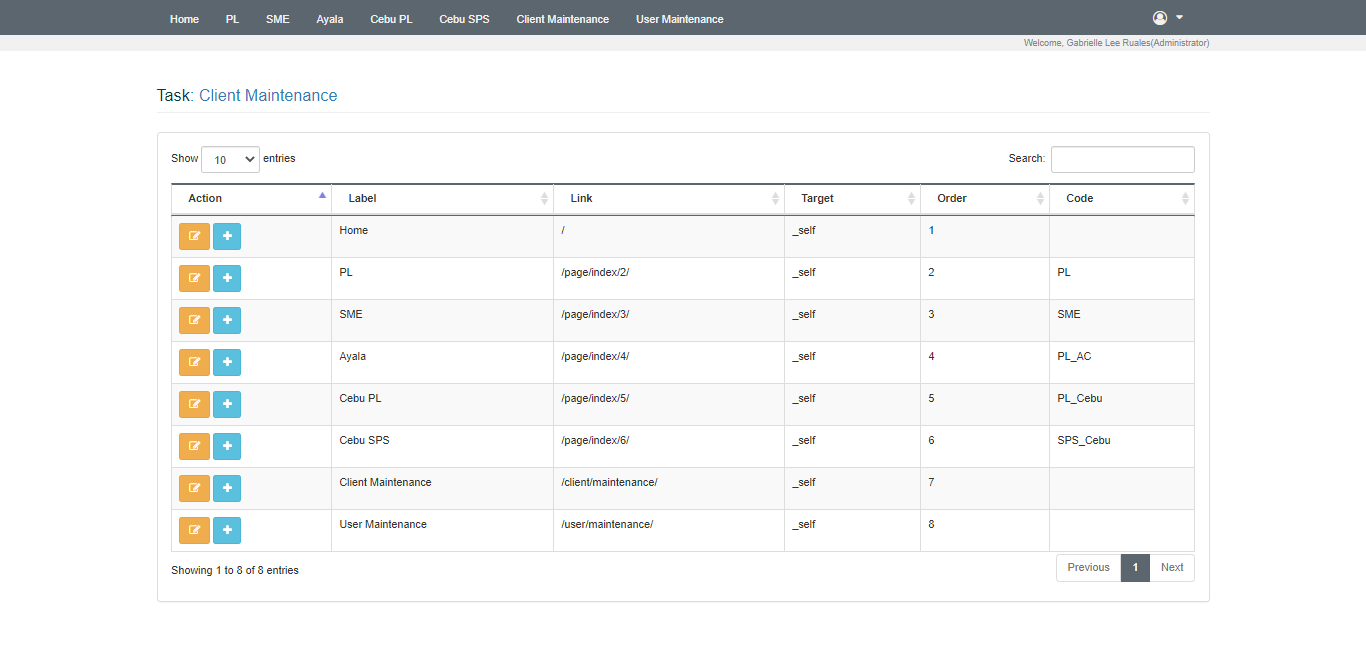 Home PL SME Ayala Cebu PL Cebu SPS Client Maintenance User Maintenance
Welcome, Gabrielle Lee Ruales(Administrator)
Task: Client Maintenance
Show 10 entries Search:
Action Label Link Target Order Code
Home / _self 1
PL /page/index/2/ _self 2 PL
SME /page/index/3/ _self 3 SME
Ayala /page/index/4/ _self 4 PL_AC
Cebu PL /page/index/5/ _self 5 PL_Cebu
Cebu SPS /page/index/6/ _self 6 SPS_Cebu
Client Maintenance /client/maintenance/ _self 7
User Maintenance /user/maintenance/ _self 8
Showing 1 to 8 of 8 entries Previous 1 Next